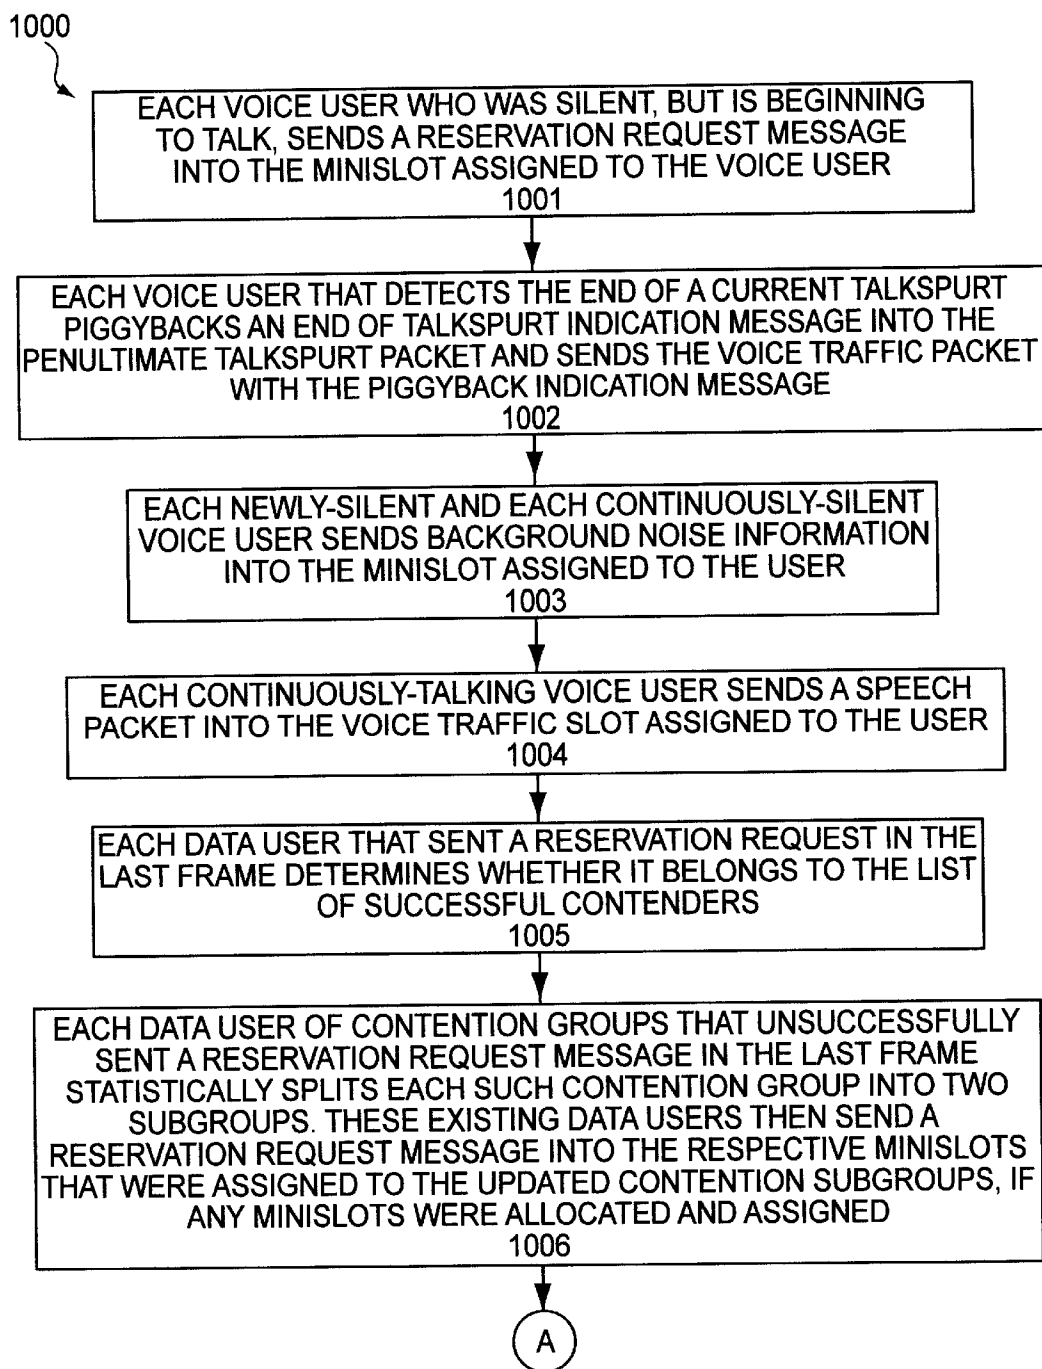 1000
EACH VOICE USER WHO WAS SILENT, BUT IS BEGINNING
TO TALK, SENDS A RESERVATION REQUEST MESSAGE
INTO THE MINISLOT ASSIGNED TO THE VOICE USER
1001
EACH VOICE USER THAT DETECTS THE END OF A CURRENT TALKSPURT
PIGGYBACKS AN END OF TALKSPURT INDICATION MESSAGE INTO THE
PENULTIMATE TALKSPURT PACKET AND SENDS THE VOICE TRAFFIC PACKET
WITH THE PIGGYBACK INDICATION MESSAGE
1002
EACH NEWLY-SILENT AND EACH CONTINUOUSLY-SILENT
VOICE USER SENDS BACKGROUND NOISE INFORMATION
INTO THE MINISLOT ASSIGNED TO THE USER
1003
EACH CONTINUOUSLY-TALKING VOICE USER SENDS A SPEECH
PACKET INTO THE VOICE TRAFFIC SLOT ASSIGNED TO THE USER
1004
EACH DATA USER THAT SENT A RESERVATION REQUEST IN THE
LAST FRAME DETERMINES WHETHER IT BELONGS TO THE LIST
OF SUCCESSFUL CONTENDERS
1005
EACH DATA USER OF CONTENTION GROUPS THAT UNSUCCESSFULLY
SENT A RESERVATION REQUEST MESSAGE IN THE LAST FRAME
STATISTICALLY SPLITS EACH SUCH CONTENTION GROUP INTO TWO
SUBGROUPS. THESE EXISTING DATA USERS THEN SEND A
RESERVATION REQUEST MESSAGE INTO THE RESPECTIVE MINISLOTS
THAT WERE ASSIGNED TO THE UPDATED CONTENTION SUBGROUPS, IF
ANY MINISLOTS WERE ALLOCATED AND ASSIGNED
1006
A